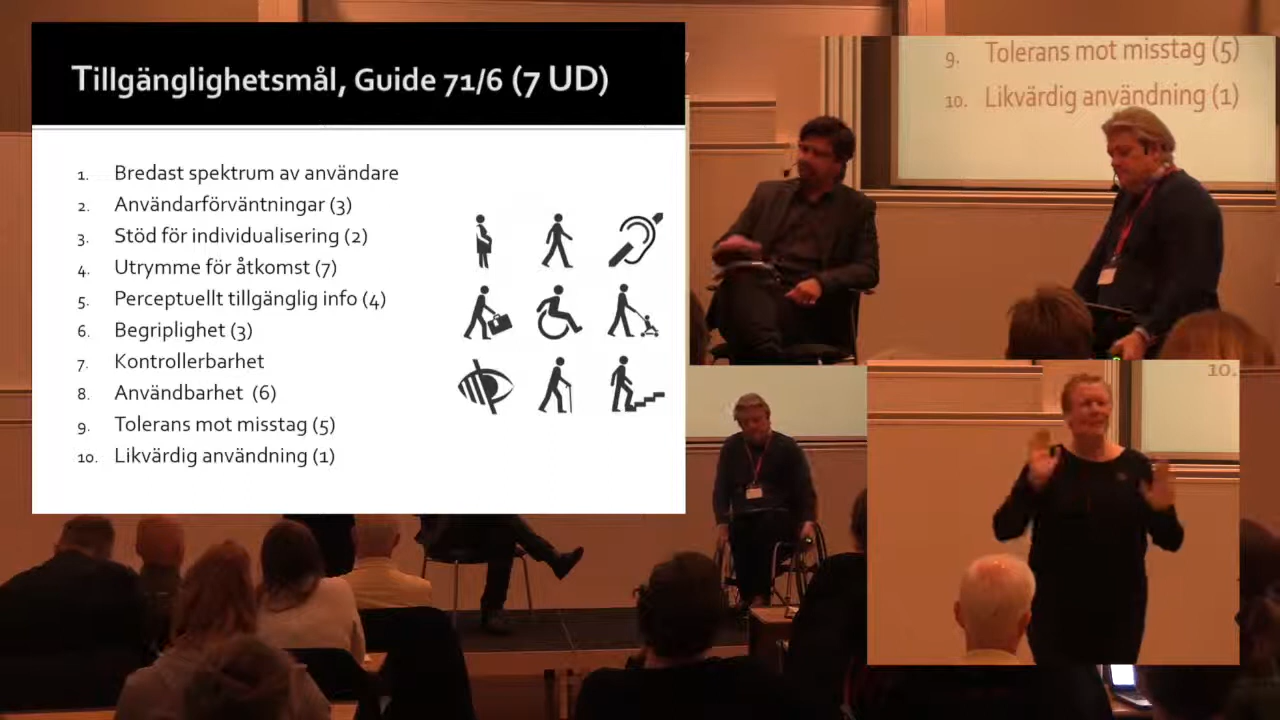 Tillgänglighetsmål, Guide 71/6 (7 UD)
1. Bredast spektrum av användare
2. Användarförväntningar (3)
3. Stöd för individualisering (2)
4. Utrymme för åtkomst (7)
5. Perceptuellt tillgänglig info (4)
6. Begriplighet (3)
7. Kontrollerbarhet
8. Användbarhet (6)
9. Tolerans mot misstag (5)
10. Likvärdig användning (1)
9. Tolerans mot misstag (5)
10. Likvärdig användning (1)
10.